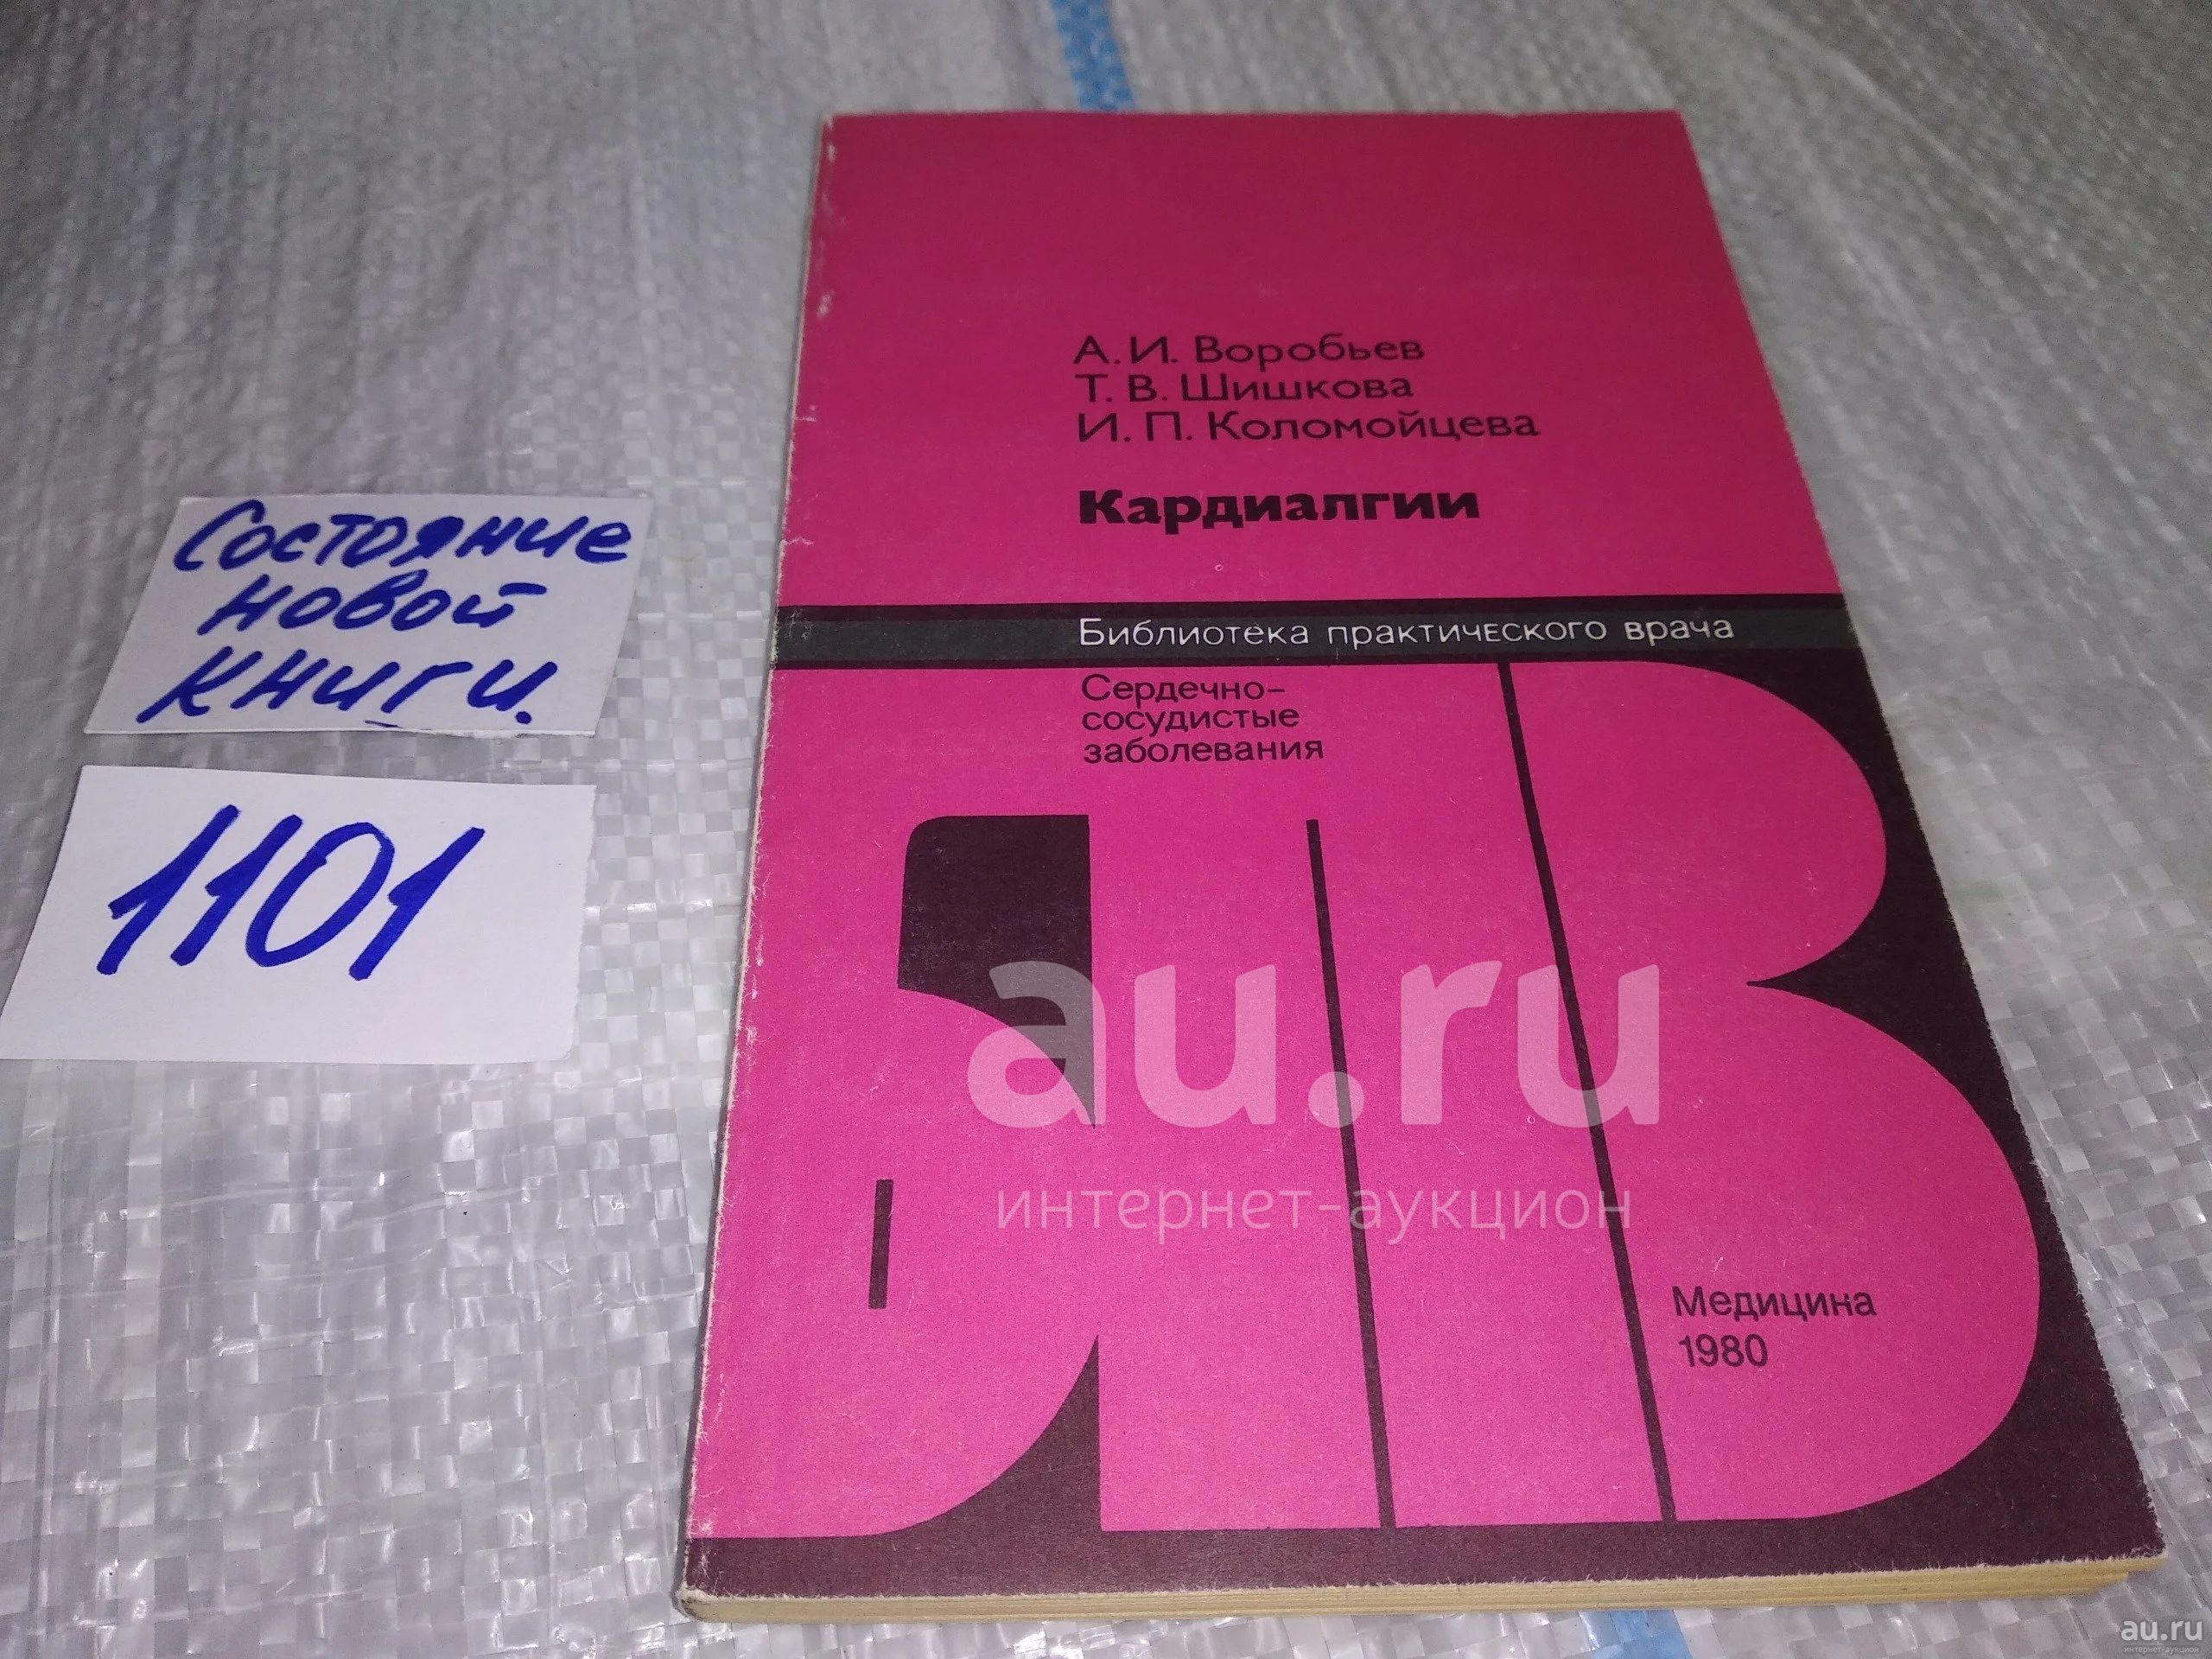 Состояние
новой
книги.
1101
А. И. Воробьев
Т. В. Шишкова
И. П. Коломойцева
Кардиалгии
Библиотека практического врача
Сердечно-
сосудистые
заболевания
БПВ
au.ru
интернет-аукцион
Медицина
1980
au.ru
интернет-аукцион